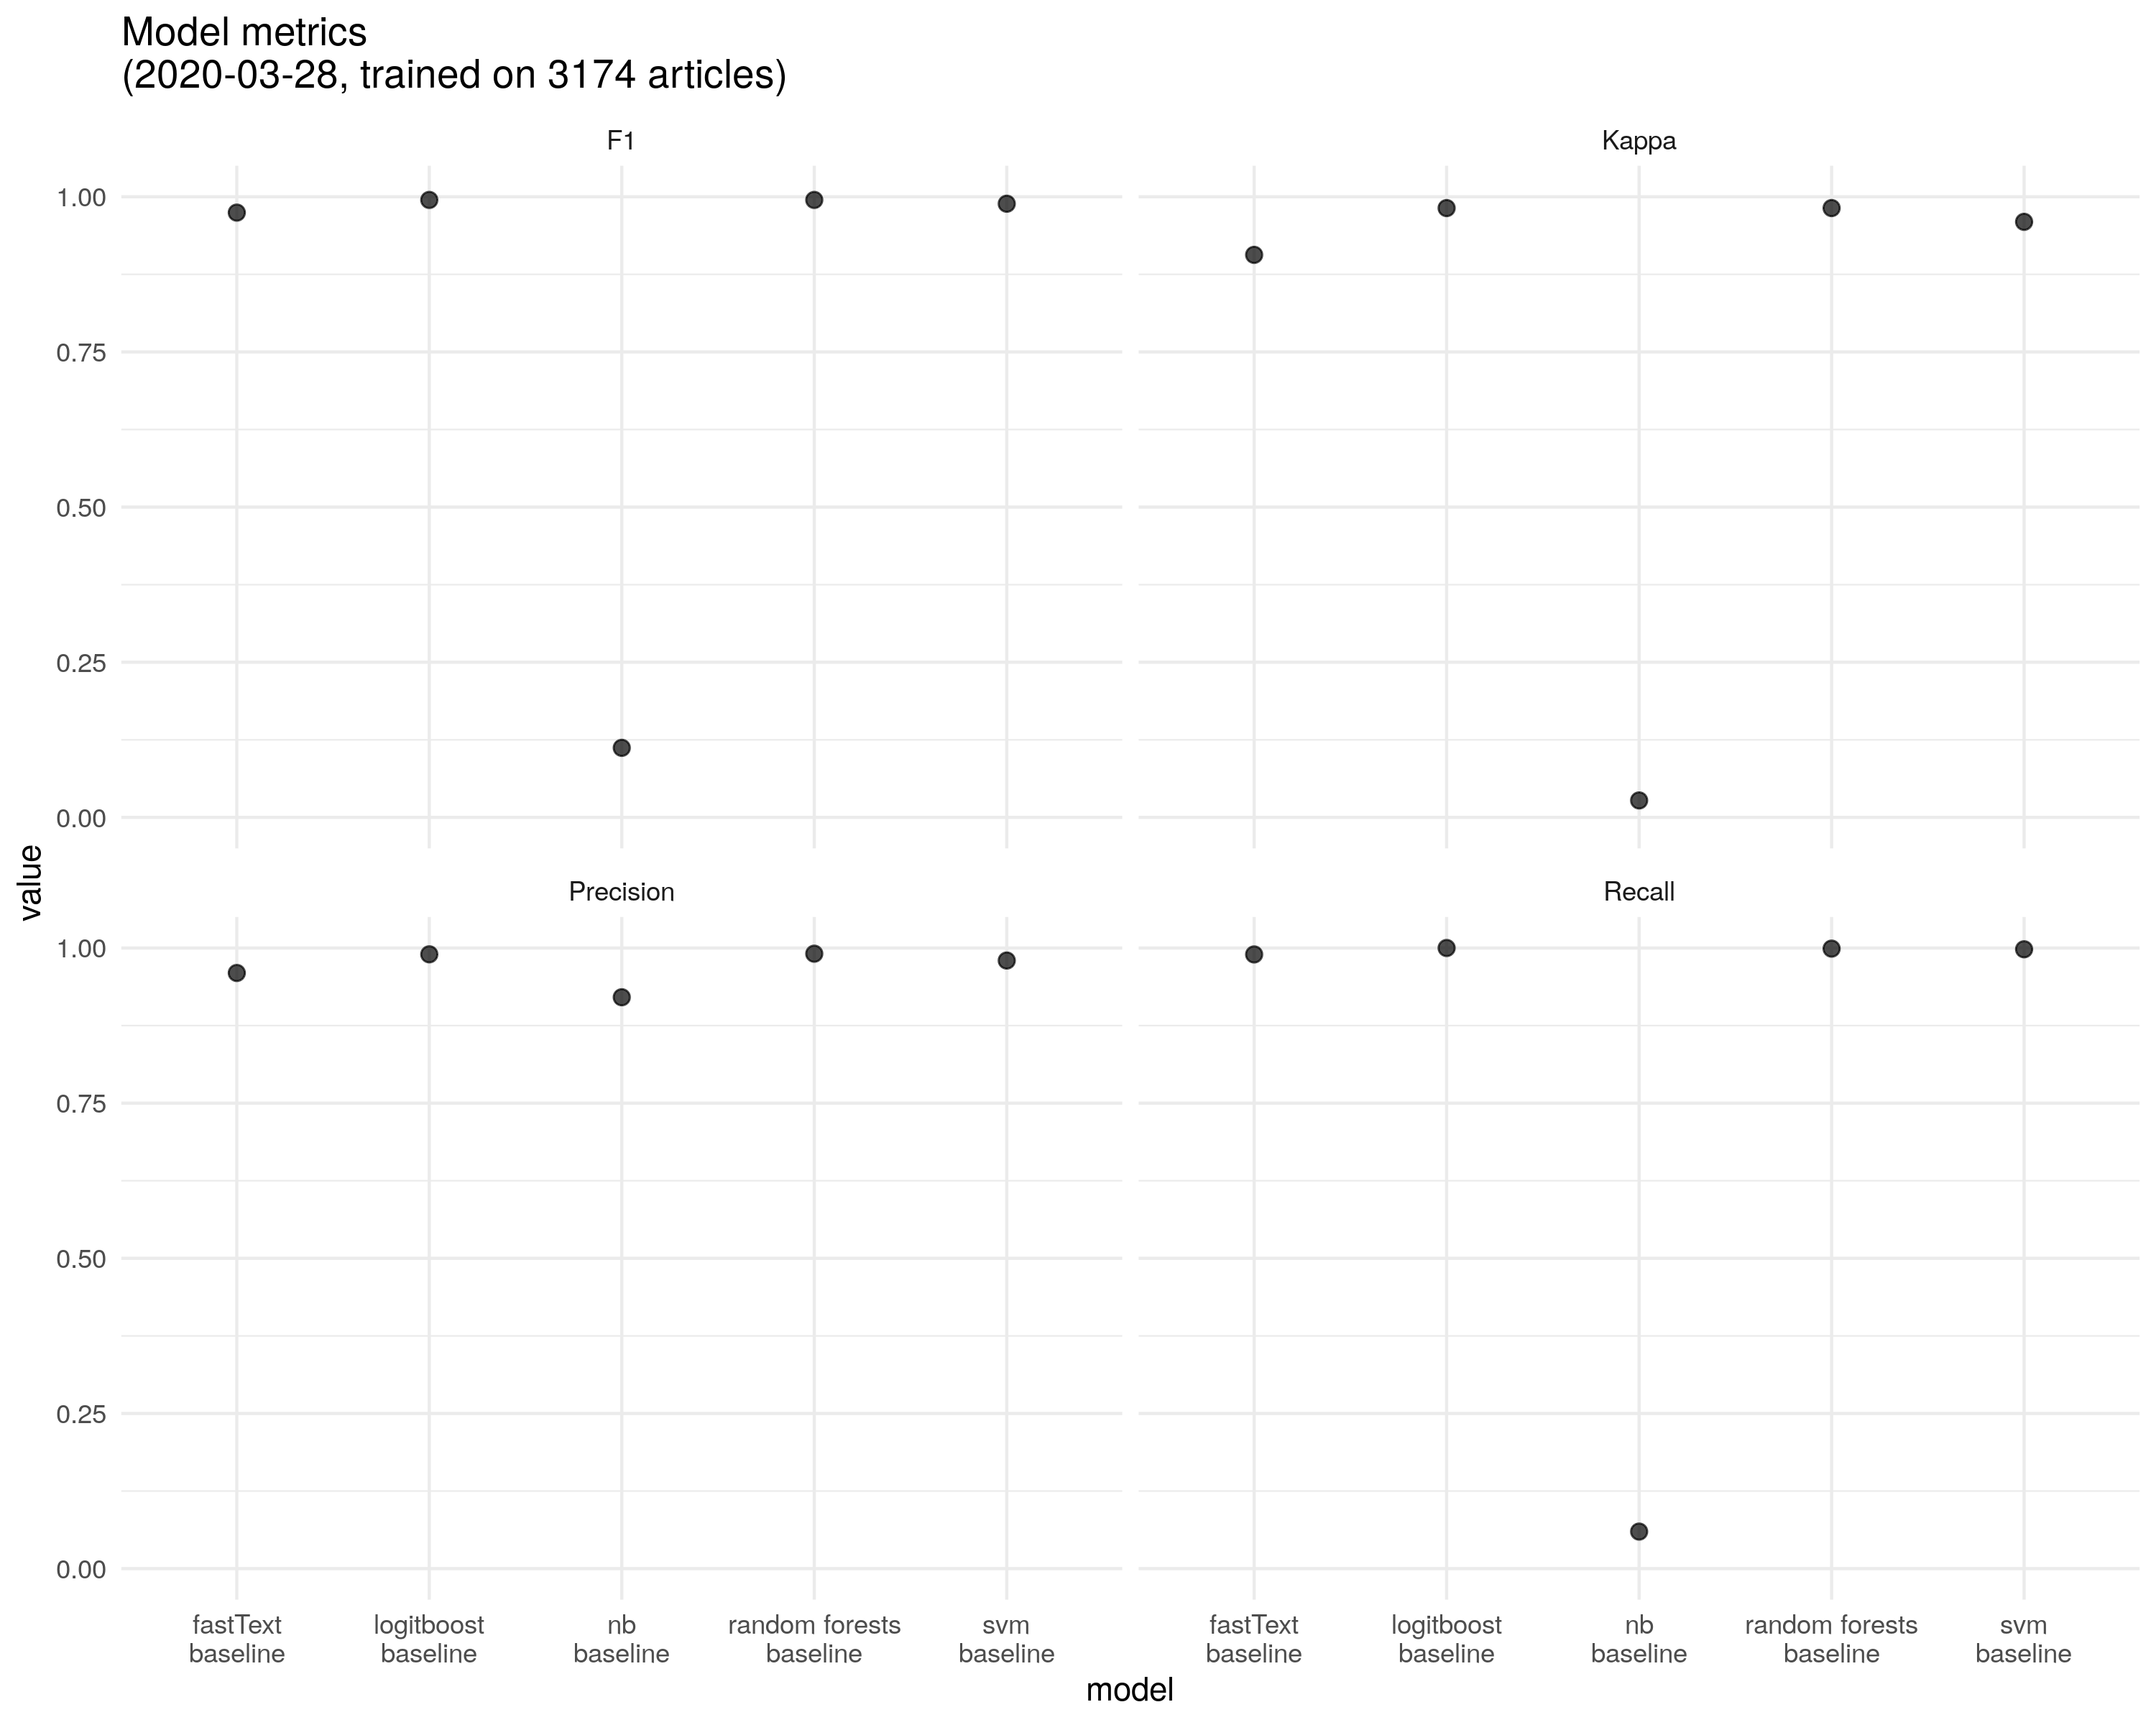 Model metrics
(2020-03-28, trained on 3174 articles)
F1
Kappa
1.00
0.75
0.50
0.25
0.00
value
Precision
Recall
1.00
0.75
0.50
0.25
0.00
fastText
baseline
logitboost
baseline
nb
baseline
random forests
baseline
svm
baseline
fastText
baseline
logitboost
baseline
nb
baseline
random forests
baseline
svm
baseline
model